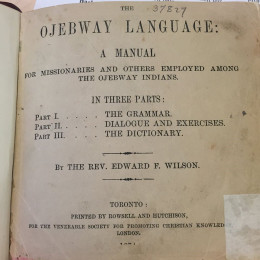 THE
37827
OJEBWAY LANGUAGE:
A MANUAL
FOR MISSIONARIES AND OTHERS EMPLOYED AMONG
THE OJEBWAY INDIANS.
IN THREE PARTS:
PART I. . . . . THE GRAMMAR.
PART II. . . . . DIALOGUE AND EXERCISES.
PART III. . . . . THE DICTIONARY.
BY THE REV. EDWARD F. WILSON.
TORONTO:
PRINTED BY ROWSELL AND HUTCHISON,
FOR THE VENERABLE SOCIETY FOR PROMOTING CHRISTIAN KNOWLED
LONDON.